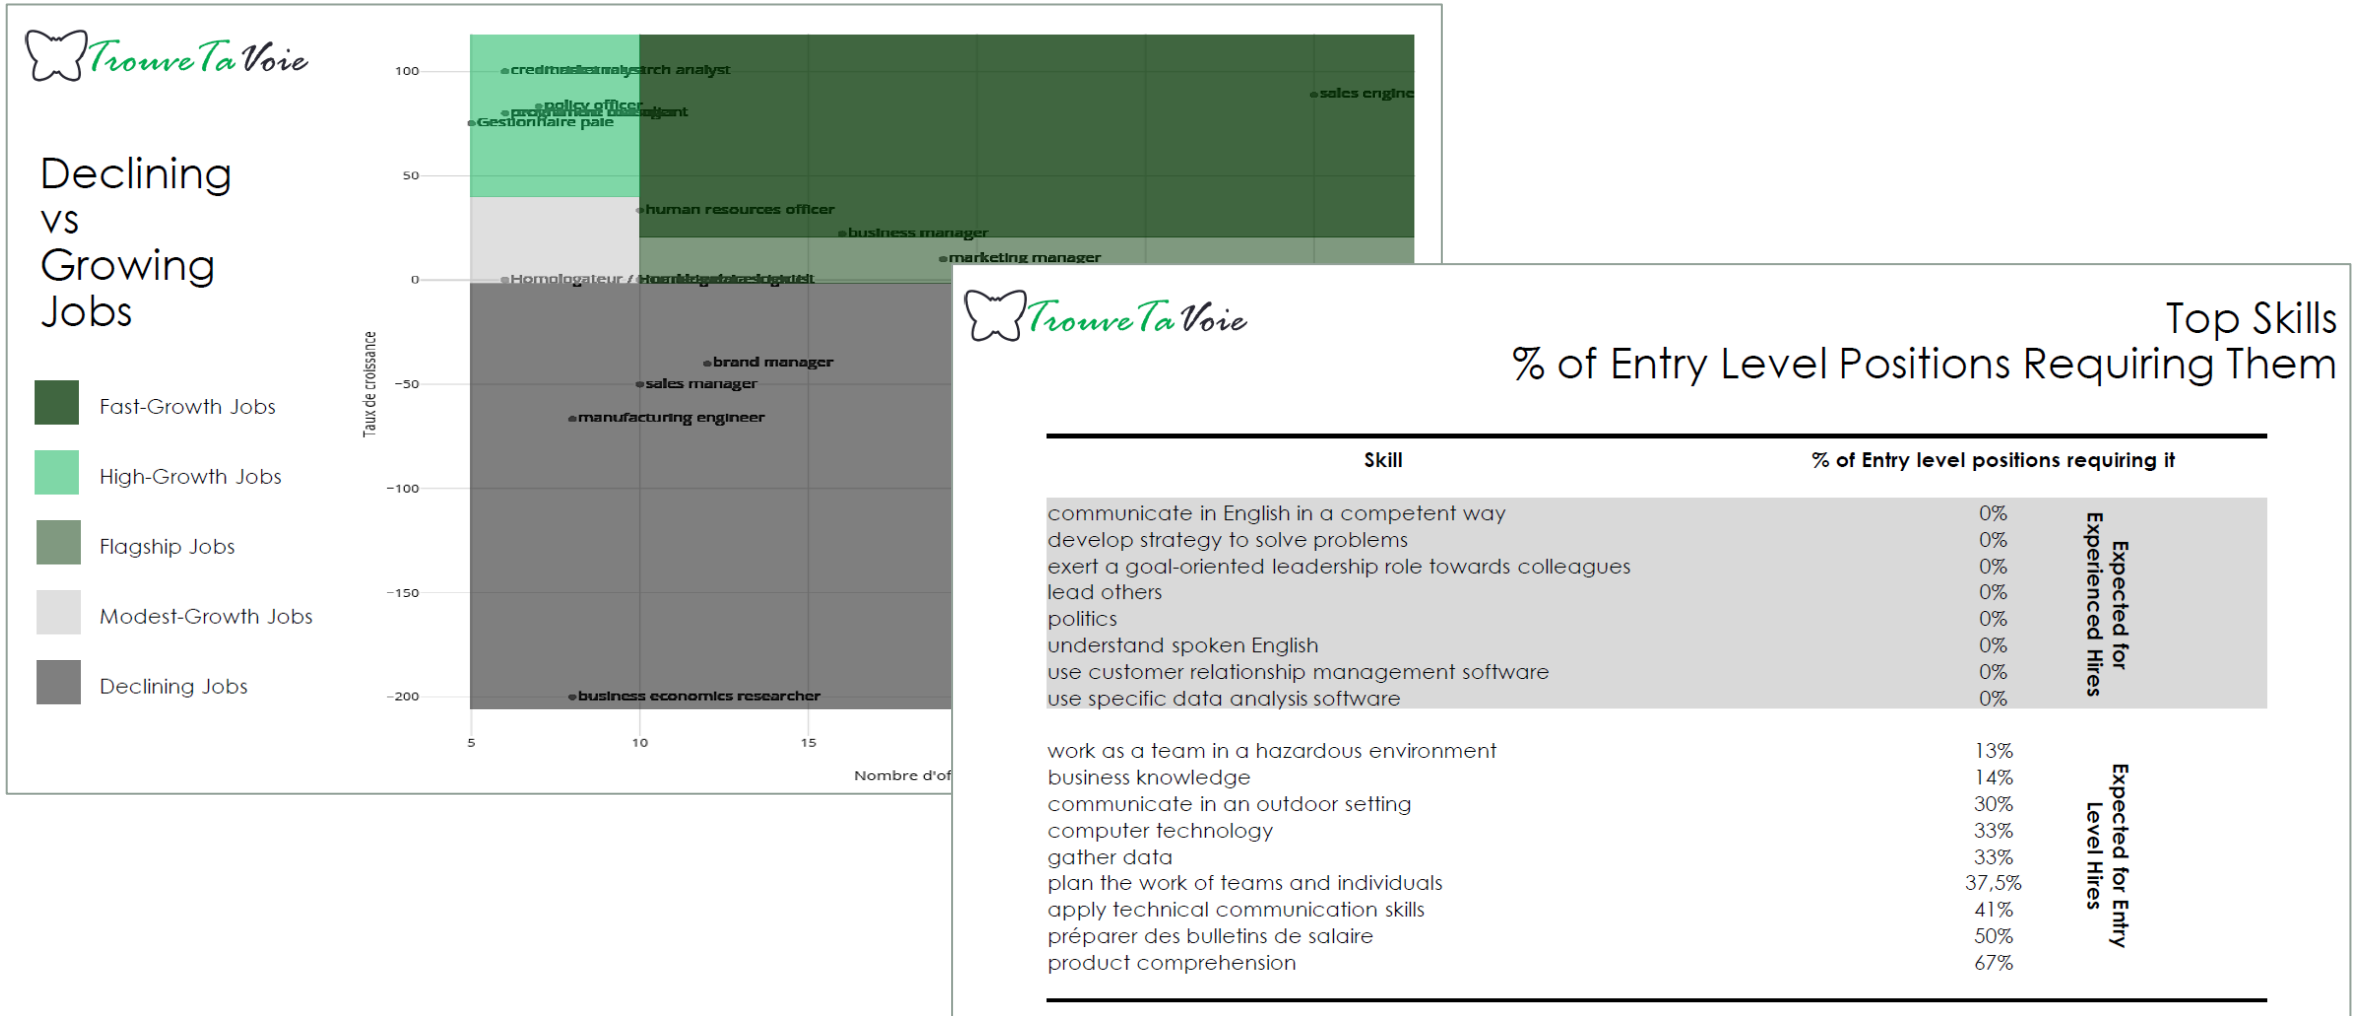 TrouveTaVoie
Declining
vs
Growing
Jobs
Fast-Growth Jobs
High-Growth Jobs
Flagship Jobs
Modest-Growth Jobs
Declining Jobs
Taux de croissance
100
50
0
−50
−100
−150
−200
policy officer
Gestionnaire paie
sales engine
human resources officer
business manager
marketing manager
Homologateur /
brand manager
sales manager
manufacturing engineer
business economics researcher
5
10
15
Nombre d'of
TrouveTaVoie
Top Skills
% of Entry Level Positions Requiring Them
Skill % of Entry level positions requiring it
communicate in English in a competent way 0%
develop strategy to solve problems 0%
exert a goal-oriented leadership role towards colleagues 0%
lead others 0%
politics 0%
understand spoken English 0%
use customer relationship management software 0%
use specific data analysis software 0%
Expected for
Experienced Hires
work as a team in a hazardous environment 13%
business knowledge 14%
communicate in an outdoor setting 30%
computer technology 33%
gather data 33%
plan the work of teams and individuals 37,5%
apply technical communication skills 41%
préparer des bulletins de salaire 50%
product comprehension 67%
Expected for Entry
Level Hires